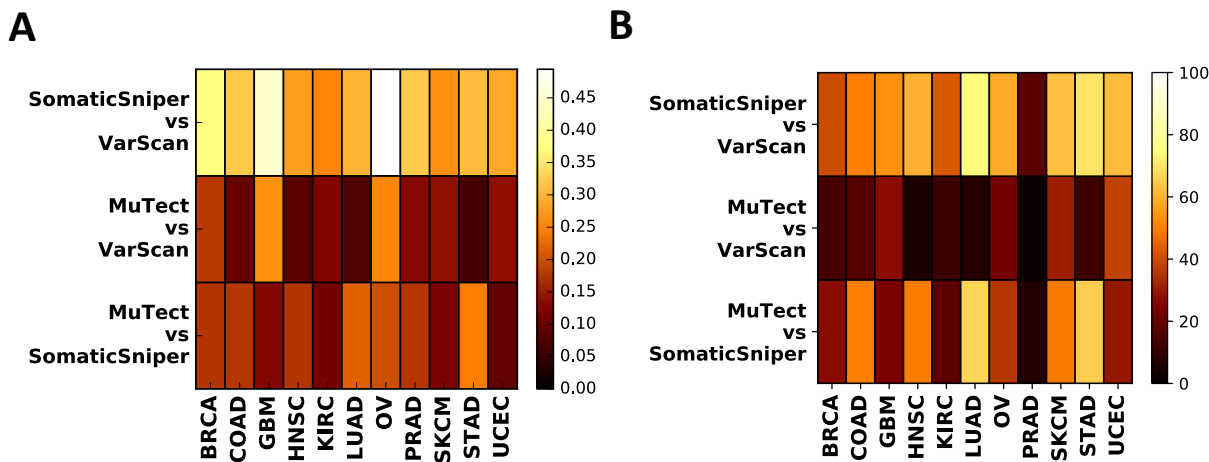 A
SomaticSniper
vs
VarScan
MuTect
vs
VarScan
MuTect
vs
SomaticSniper
BRCA
COAD
GBM
HNSC
KIRC
LUAD
OV
PRAD
SKCM
STAD
UCEC
0.45
0.40
0.35
0.30
0.25
0.20
0.15
0.10
0.05
0.00
B
SomaticSniper
vs
VarScan
MuTect
vs
VarScan
MuTect
vs
SomaticSniper
BRCA
COAD
GBM
HNSC
KIRC
LUAD
OV
PRAD
SKCM
STAD
UCEC
100
80
60
40
20
0